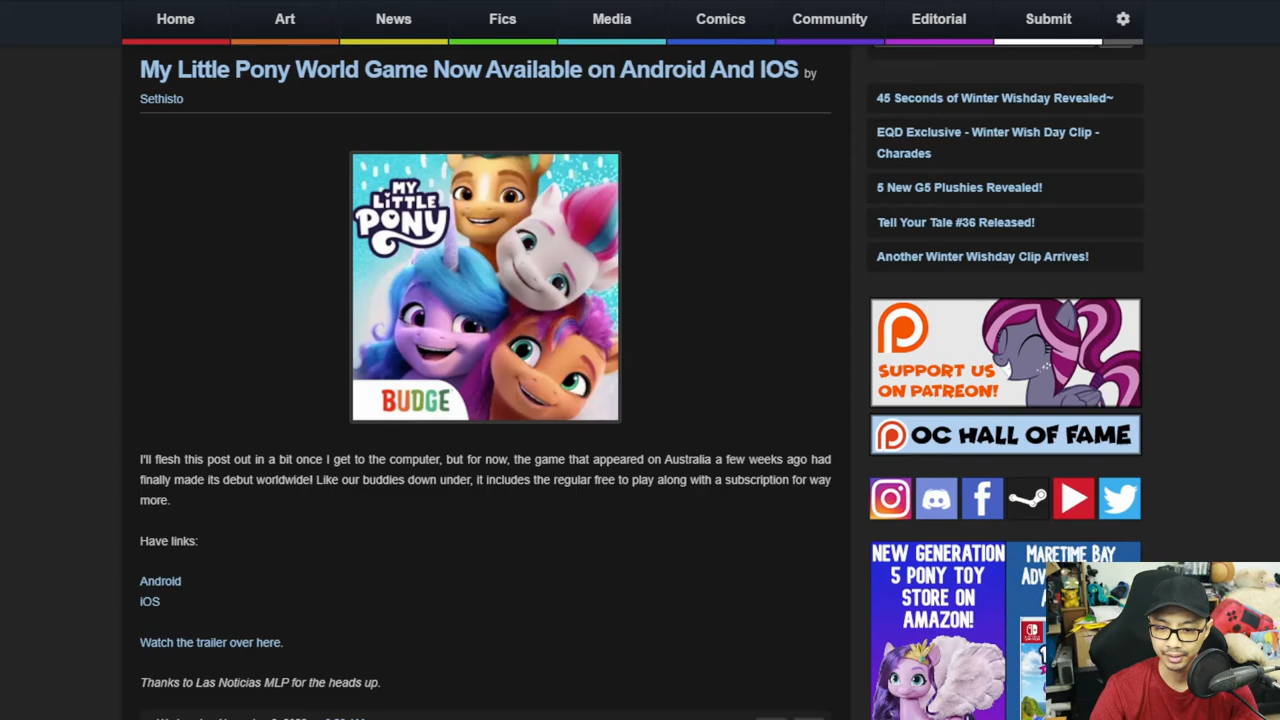 Home Art News Fics Media Comics Community Editorial Submit
My Little Pony World Game Now Available on Android And IOS by
Sethisto
MY
LITTLE
PONY
BUDGE
I'll flesh this post out in a bit once I get to the computer, but for now, the game that appeared on Australia a few weeks ago had
finally made its debut worldwide! Like our buddies down under, it includes the regular free to play along with a subscription for way
more.
Have links:
Android
iOS
Watch the trailer over here.
Thanks to Las Noticias MLP for the heads up.
45 Seconds of Winter Wishday Revealed~
EQD Exclusive - Winter Wish Day Clip -
Charades
5 New G5 Plushies Revealed!
Tell Your Tale #36 Released!
Another Winter Wishday Clip Arrives!
SUPPORT US
ON PATREON!
OC HALL OF FAME
NEW GENERATION
5 PONY TOY
STORE ON
AMAZON!
MARETIME BAY